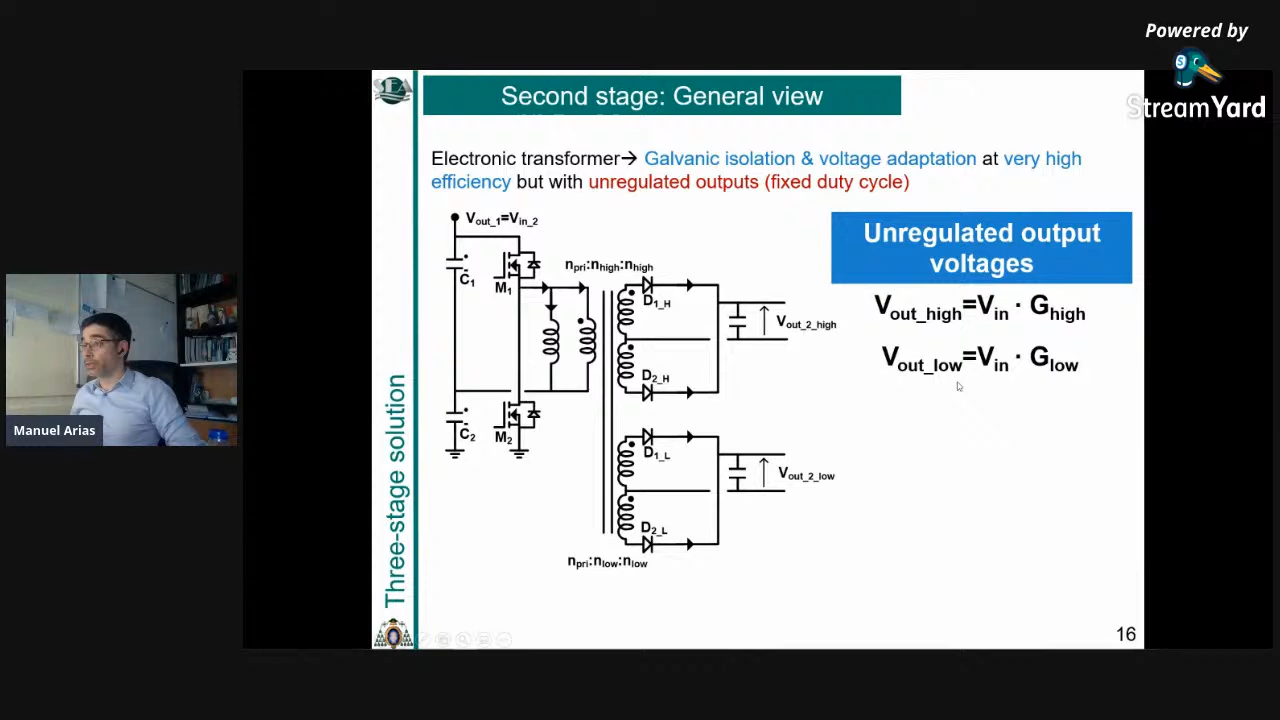 Powered by
StreamYard
SEA
Second stage: General view
Electronic transformer→ Galvanic isolation & voltage adaptation at very high
efficiency but with unregulated outputs (fixed duty cycle)
Vout_1=Vin_2
C1
M1
npri:nhigh:nhigh
D1_H
Vout_2_high
D2_H
C2
M2
D1_L
Vout_2_low
D2_L
npri:nlow:nlow
Unregulated output
voltages
Vout_high=Vin · Ghigh
Vout_low=Vin · Glow
Three-stage solution
Manuel Arias
16